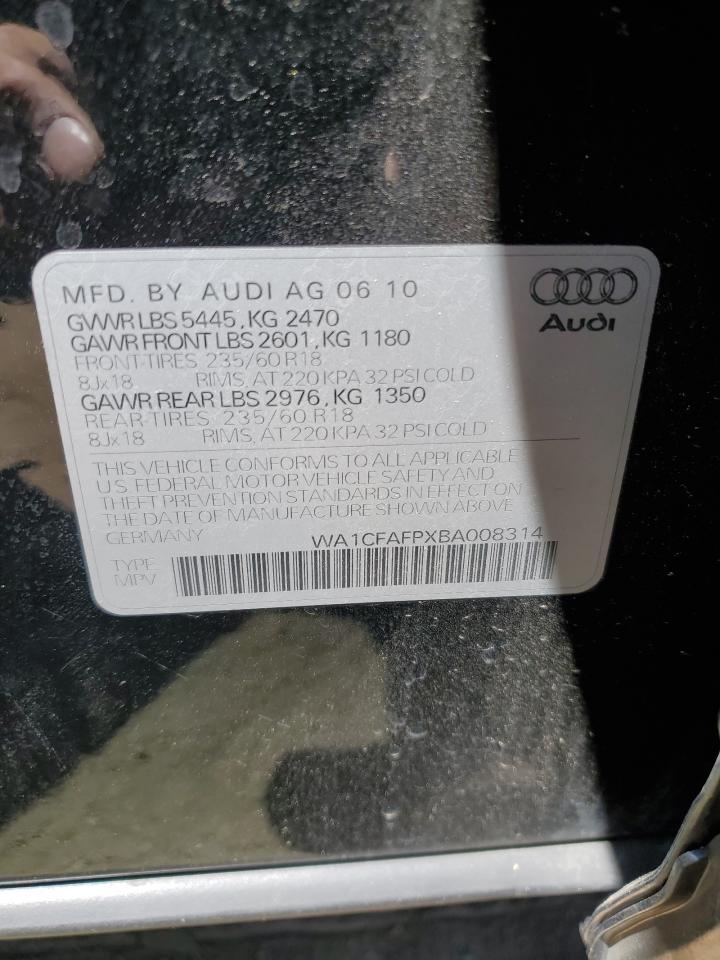 MFD. BY AUDI AG 06 10
Audi
GVWR LBS 5445, KG 2470
GAWR FRONT LBS 2601, KG 1180
FRONT-TIRES 235/60 R18
8Jx18 RIMS, AT 220 KPA 32 PSI COLD
GAWR REAR LBS 2976, KG 1350
REAR-TIRES 235/60 R18
8Jx18 RIMS, AT 220 KPA 32 PSI COLD
THIS VEHICLE CONFORMS TO ALL APPLICABLE
U.S. FEDERAL MOTOR VEHICLE SAFETY AND
THEFT PREVENTION STANDARDS IN EFFECT ON
THE DATE OF MANUFACTURE SHOWN ABOVE
GERMANY WA1CFAFPXBA008314
TYPE
MPV